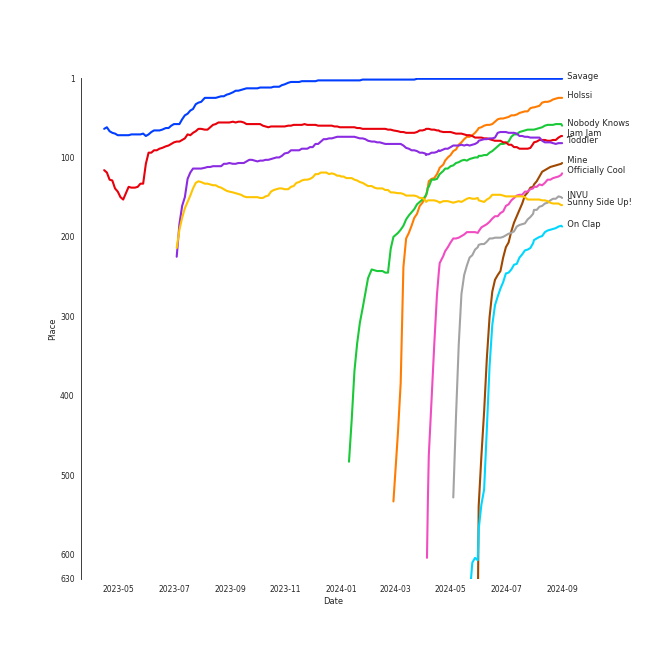 1
100
200
300
400
500
600
630
Place
2023-05
2023-07
2023-09
2023-11
2024-01
2024-03
2024-05
2024-07
2024-09
Date
Savage
Holssi
Nobody Knows
Jam Jam
Toddler
Mine
Officially Cool
INVU
Sunny Side Up!
On Clap